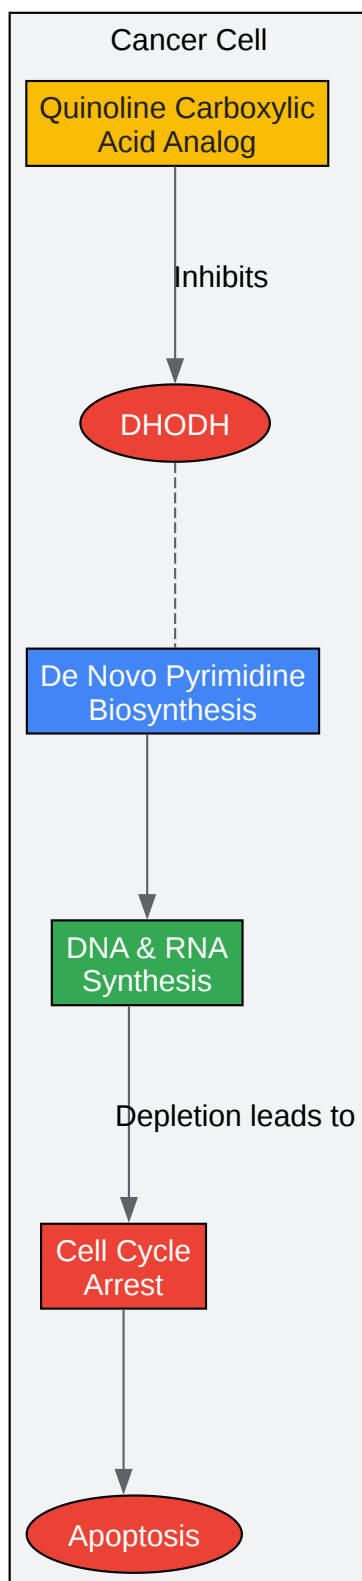 Cancer Cell
Quinoline Carboxylic
Acid Analog
Inhibits
DHODH
De Novo Pyrimidine
Biosynthesis
DNA & RNA
Synthesis
Depletion leads to
Cell Cycle
Arrest
Apoptosis